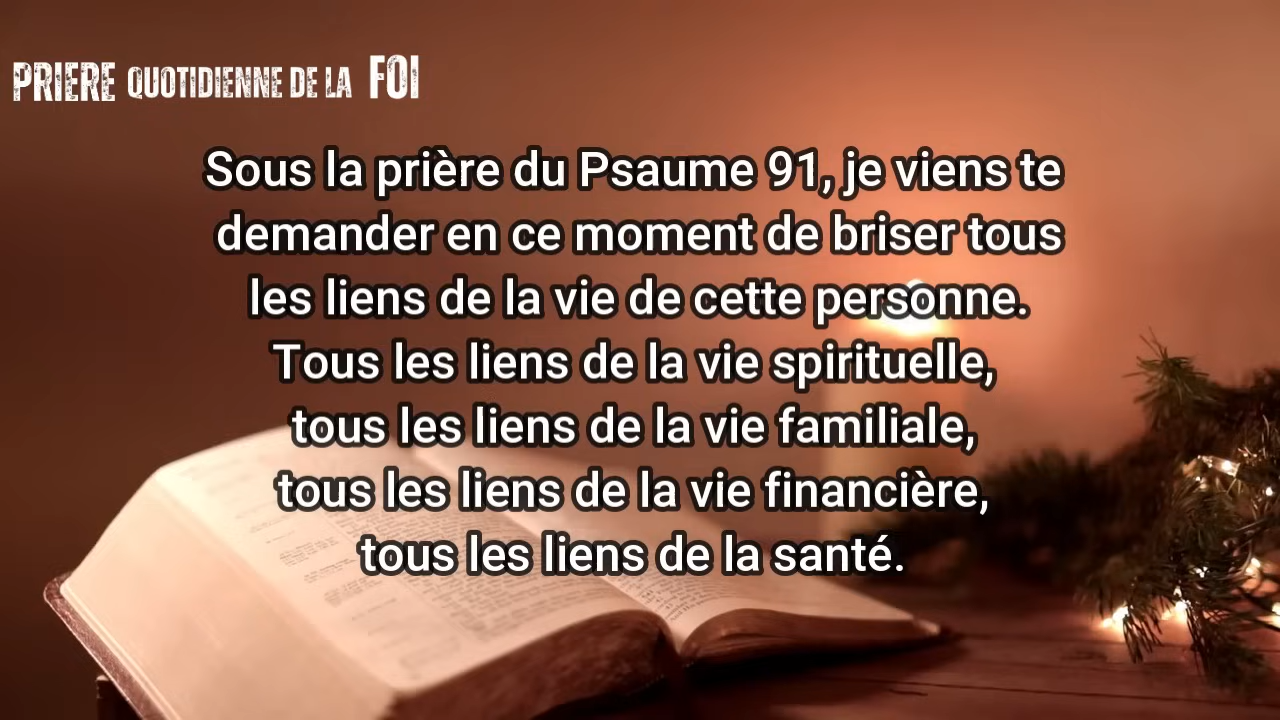 PRIERE QUOTIDIENNE DE LA FOI
Sous la prière du Psaume 91, je viens te
demander en ce moment de briser tous
les liens de la vie de cette personne.
Tous les liens de la vie spirituelle,
tous les liens de la vie familiale,
tous les liens de la vie financière,
tous les liens de la santé.